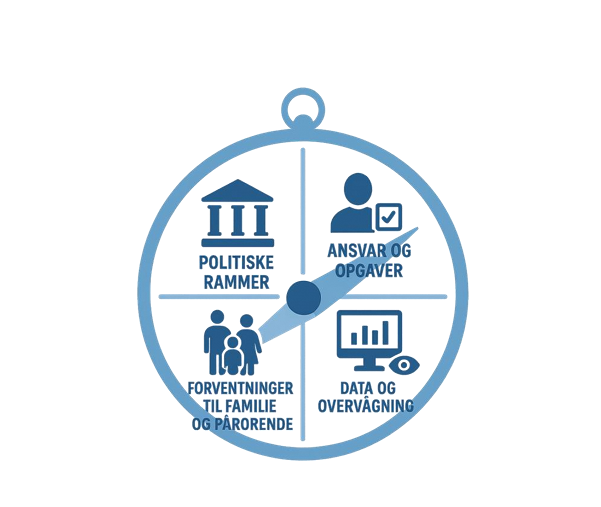 POLITISKE
RAMMER
ANSVAR OG
OPGAVER
FORVENTNINGER
TIL FAMILIE
OG PÅRORENDE
DATA OG
OVERVÅGNING